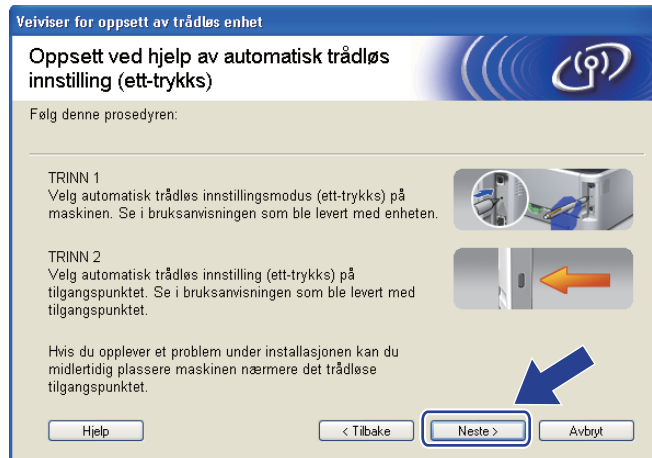 Veiviser for oppsett av trådløs enhet
Oppsett ved hjelp av automatisk trådløs
innstilling (ett-trykks)
Følg denne prosedyren:
TRINN 1
Velg automatisk trådløs innstillingsmodus (ett-trykks) på
maskinen. Se i bruksanvisningen som ble levert med enheten.
TRINN 2
Velg automatisk trådløs innstilling (ett-trykks) på
tilgangspunktet. Se i bruksanvisningen som ble levert med
tilgangspunktet.
Hvis du opplever et problem under installasjonen kan du
midlertidig plassere maskinen nærmere det trådløse
tilgangspunktet.
Hjelp
< Tilbake
Neste >
Avbryt